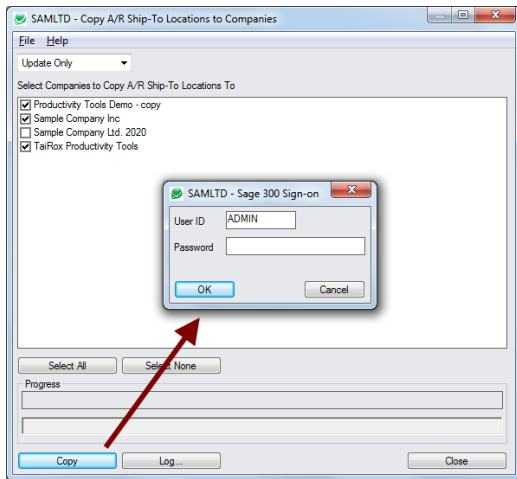 SAMLTD - Copy A/R Ship-To Locations to Companies
File Help
Update Only
Select Companies to Copy A/R Ship-To Locations To
Productivity Tools Demo - copy
Sample Company Inc
Sample Company Ltd. 2020
TaiRox Productivity Tools
SAMLTD - Sage 300 Sign-on
User ID ADMIN
Password
OK Cancel
Select All Select None
Progress
Copy Log... Close